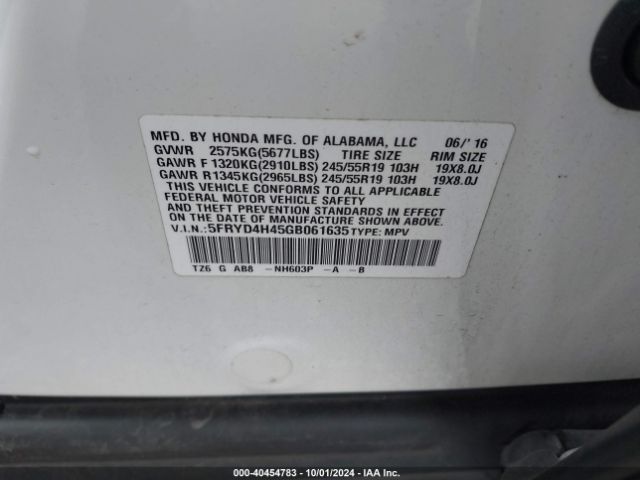 MFD. BY HONDA MFG. OF ALABAMA, LLC 06/'16
GVWR 2575KG(5677LBS) TIRE SIZE RIM SIZE
GAWR F 1320KG(2910LBS) 245/55R19 103H 19X8.0J
GAWR R1345KG(2965LBS) 245/55R19 103H 19X8.0J
THIS VEHICLE CONFORMS TO ALL APPLICABLE
FEDERAL MOTOR VEHICLE SAFETY
AND THEFT PREVENTION STANDARDS IN EFFECT
ON THE DATE OF MANUFACTURE SHOWN ABOVE.
V.I.N.:5FRYD4H45GB061635 TYPE: MPV
TZ6 G AB8 -NH603P -A -B
000-40454783 - 10/01/2024 - IAA Inc.